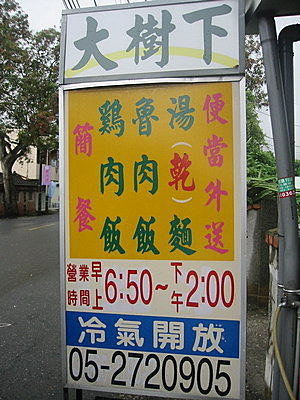 大樹下
便當外送
湯(乾)麵
魯肉飯
鷄肉飯
簡餐
營業時間 早上6:50~下午2:00
冷氣開放
05-2720905